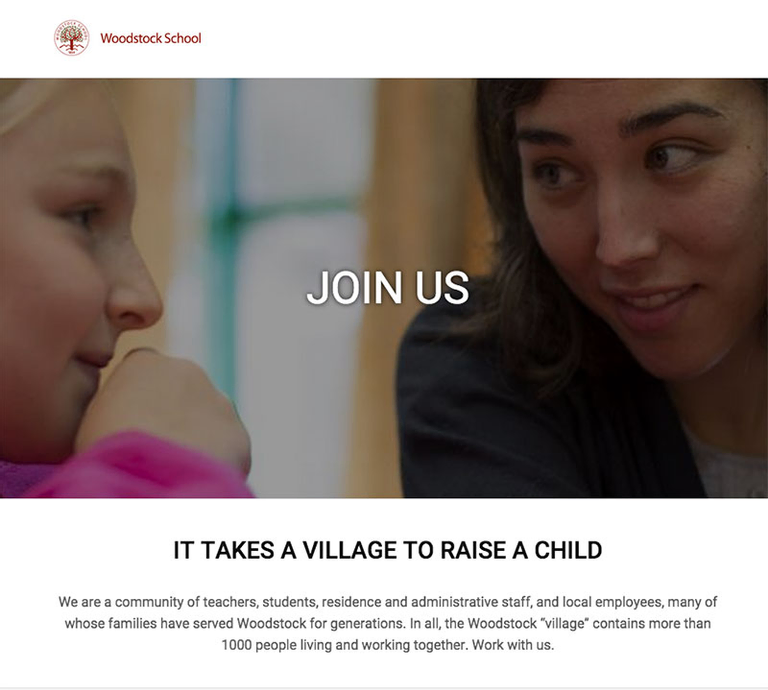 Woodstock School
JOIN US
IT TAKES A VILLAGE TO RAISE A CHILD
We are a community of teachers, students, residence and administrative staff, and local employees, many of
whose families have served Woodstock for generations. In all, the Woodstock “village” contains more than
1000 people living and working together. Work with us.